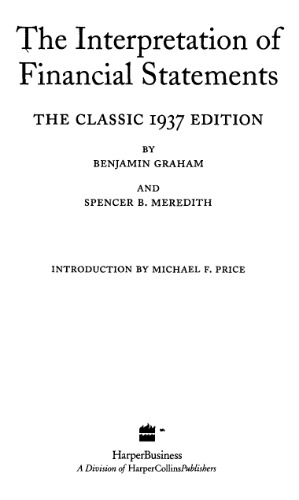 The Interpretation of
Financial Statements
THE CLASSIC 1937 EDITION
BY
BENJAMIN GRAHAM
AND
SPENCER B. MEREDITH
INTRODUCTION BY MICHAEL F. PRICE
HarperBusiness
A Division of HarperCollinsPublishers